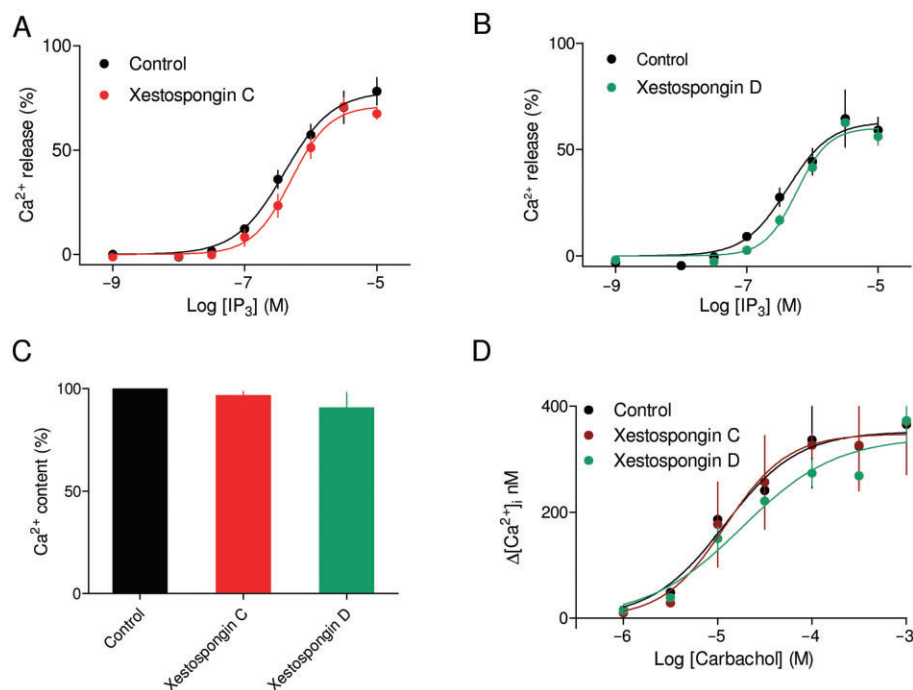 A
100
Control
Xestospongin C
50
0
Ca²⁺ release (%)
−9
−7
−5
Log [IP₃] (M)
B
100
Control
Xestospongin D
50
0
Ca²⁺ release (%)
−9
−7
−5
Log [IP₃] (M)
C
100
50
0
Ca²⁺ content (%)
Control
Xestospongin C
Xestospongin D
D
400
Control
Xestospongin C
Xestospongin D
200
0
Δ[Ca²⁺]ᵢ nM
−6
−5
−4
−3
Log [Carbachol] (M)